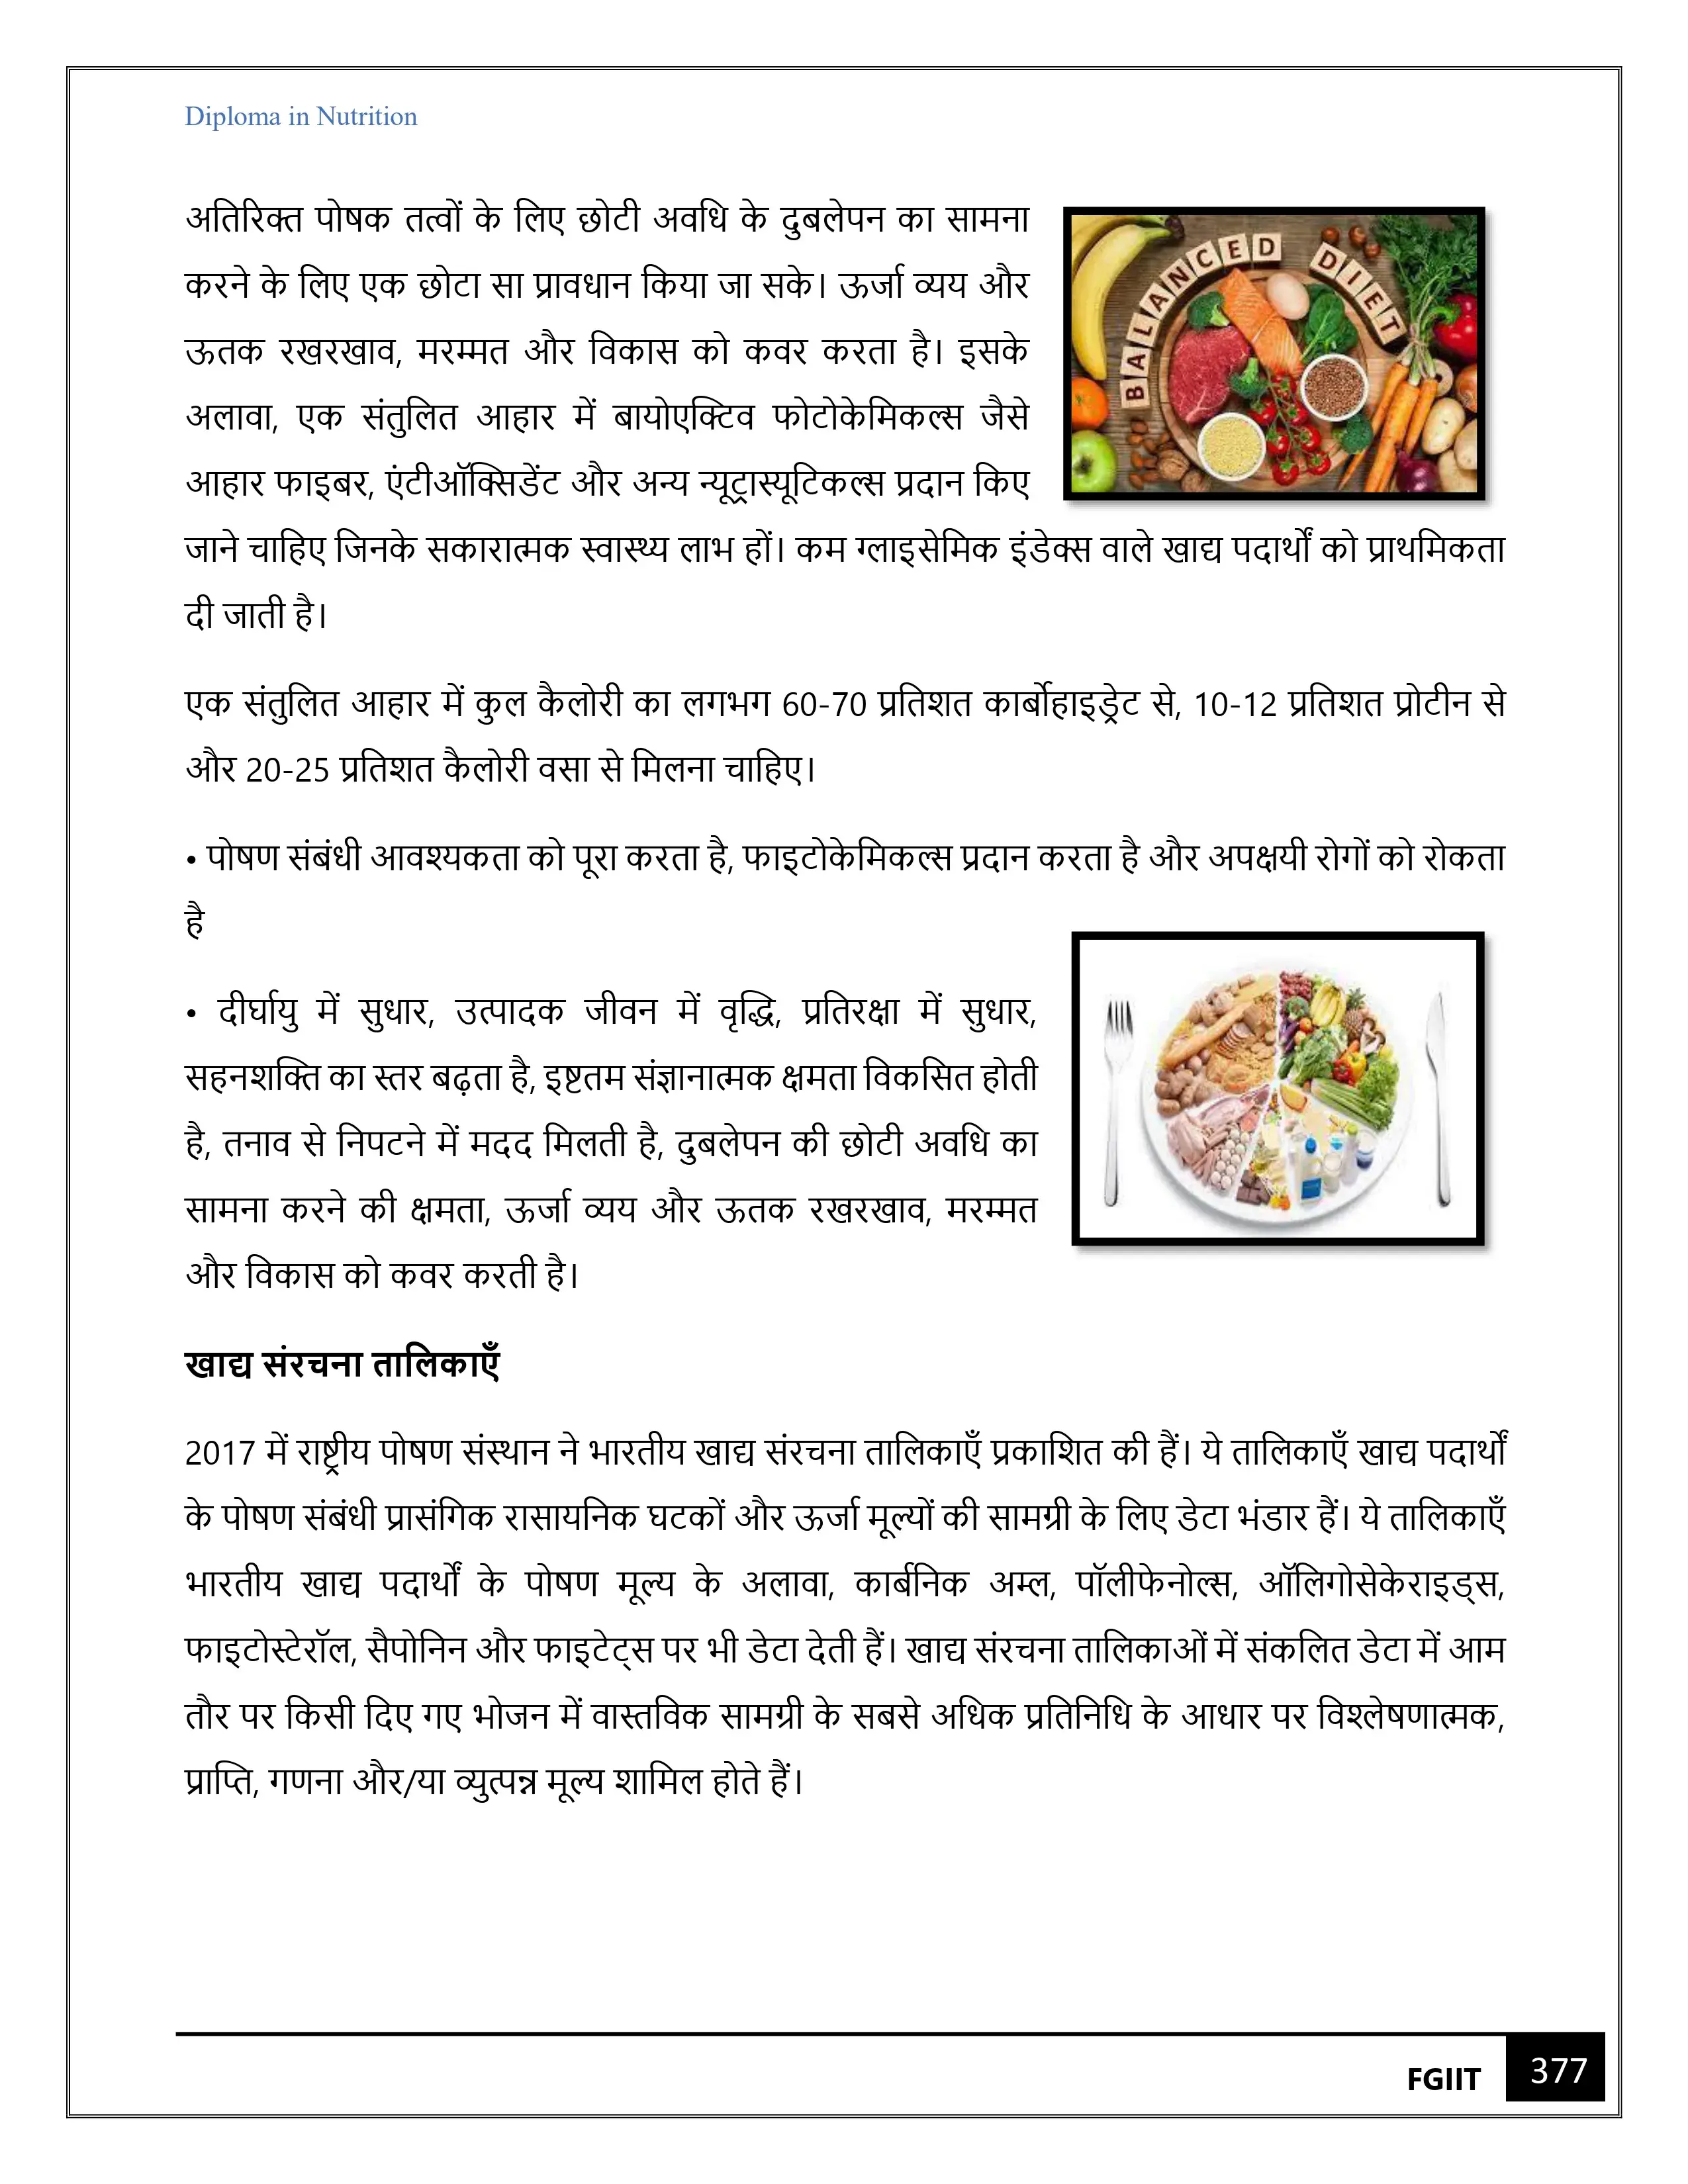 Diploma in Nutrition
अतिरिक्त पोषक तत्वों के लिए छोटी अवधि के दुबलेपन का सामना
करने के लिए एक छोटा सा प्रावधान किया जा सके। ऊर्जा व्यय और
ऊतक रखरखाव, मरम्मत और विकास को कवर करता है। इसके
अलावा, एक संतुलित आहार में बायोएक्टिव फोटोकेमिकल्स जैसे
आहार फाइबर, एंटीऑक्सिडेंट और अन्य न्यूट्रास्यूटिकल्स प्रदान किए
BALANCED DIET
जाने चाहिए जिनके सकारात्मक स्वास्थ्य लाभ हों। कम ग्लाइसेमिक इंडेक्स वाले खाद्य पदार्थों को प्राथमिकता
दी जाती है।
एक संतुलित आहार में कुल कैलोरी का लगभग 60-70 प्रतिशत कार्बोहाइड्रेट से, 10-12 प्रतिशत प्रोटीन से
और 20-25 प्रतिशत कैलोरी वसा से मिलना चाहिए।
• पोषण संबंधी आवश्यकता को पूरा करता है, फाइटोकेमिकल्स प्रदान करता है और अपक्षयी रोगों को रोकता
है
• दीर्घायु में सुधार, उत्पादक जीवन में वृद्धि, प्रतिरक्षा में सुधार,
सहनशक्ति का स्तर बढ़ता है, इष्टतम संज्ञानात्मक क्षमता विकसित होती
है, तनाव से निपटने में मदद मिलती है, दुबलेपन की छोटी अवधि का
सामना करने की क्षमता, ऊर्जा व्यय और ऊतक रखरखाव, मरम्मत
और विकास को कवर करती है।
खाद्य संरचना तालिकाएँ
2017 में राष्ट्रीय पोषण संस्थान ने भारतीय खाद्य संरचना तालिकाएँ प्रकाशित की हैं। ये तालिकाएँ खाद्य पदार्थों
के पोषण संबंधी प्रासंगिक रासायनिक घटकों और ऊर्जा मूल्यों की सामग्री के लिए डेटा भंडार हैं। ये तालिकाएँ
भारतीय खाद्य पदार्थों के पोषण मूल्य के अलावा, कार्बनिक अम्ल, पॉलीफेनोल्स, ऑलिगोसेकेराइड्स,
फाइटोस्टेरॉल, सैपोनिन और फाइटेट्स पर भी डेटा देती हैं। खाद्य संरचना तालिकाओं में संकलित डेटा में आम
तौर पर किसी दिए गए भोजन में वास्तविक सामग्री के सबसे अधिक प्रतिनिधि के आधार पर विश्लेषणात्मक,
प्राप्ति, गणना और/या व्युत्पन्न मूल्य शामिल होते हैं।
FGIIT 377